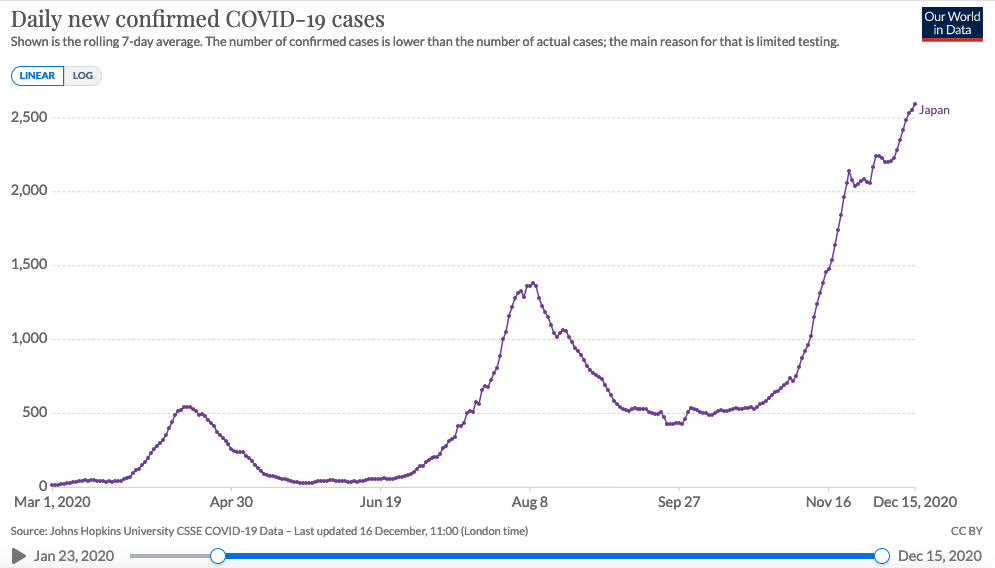 Daily new confirmed COVID-19 cases
Our World
in Data
Shown is the rolling 7-day average. The number of confirmed cases is lower than the number of actual cases; the main reason for that is limited testing.
LINEAR LOG
2,500
Japan
2,000
1,500
1,000
500
0
Mar 1, 2020 Apr 30 Jun 19 Aug 8 Sep 27 Nov 16 Dec 15, 2020
Source: Johns Hopkins University CSSE COVID-19 Data – Last updated 16 December, 11:00 (London time) CC BY
Jan 23, 2020 Dec 15, 2020